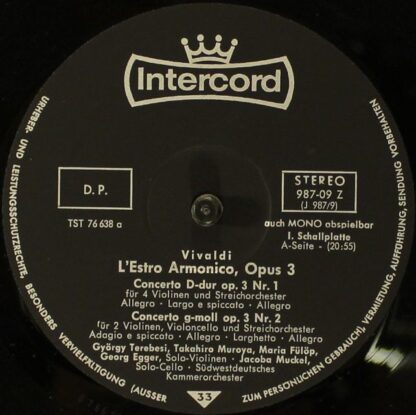 Intercord
D.P.
STEREO
987-09 Z
(J 987/9)
TST 76 638 a
auch MONO abspielbar
I. Schallplatte
A-Seite - (20:55)
Vivaldi
L'Estro Armonico, Opus 3
Concerto D-dur op. 3 Nr. 1
für 4 Violinen und Streichorchester
Allegro · Largo e spiccato · Allegro
Concerto g-moll op. 3 Nr. 2
für 2 Violinen, Violoncello und Streichorchester
Adagio e spiccato · Allegro · Larghetto · Allegro
György Terebesi, Takahiro Muroya, Maria Fülöp,
Georg Egger, Solo-Violinen · Jacoba Muckel,
Solo-Cello · Südwestdeutsches
Kammerorchester
33
URHEBER- UND LEISTUNGSSCHUTZRECHTE BESONDERS VERVIELFÄLTIGUNG (AUSSER ZUM PERSÖNLICHEN GEBRAUCH), VERMIETUNG, AUFFÜHRUNG, SENDUNG VORBEHALTEN